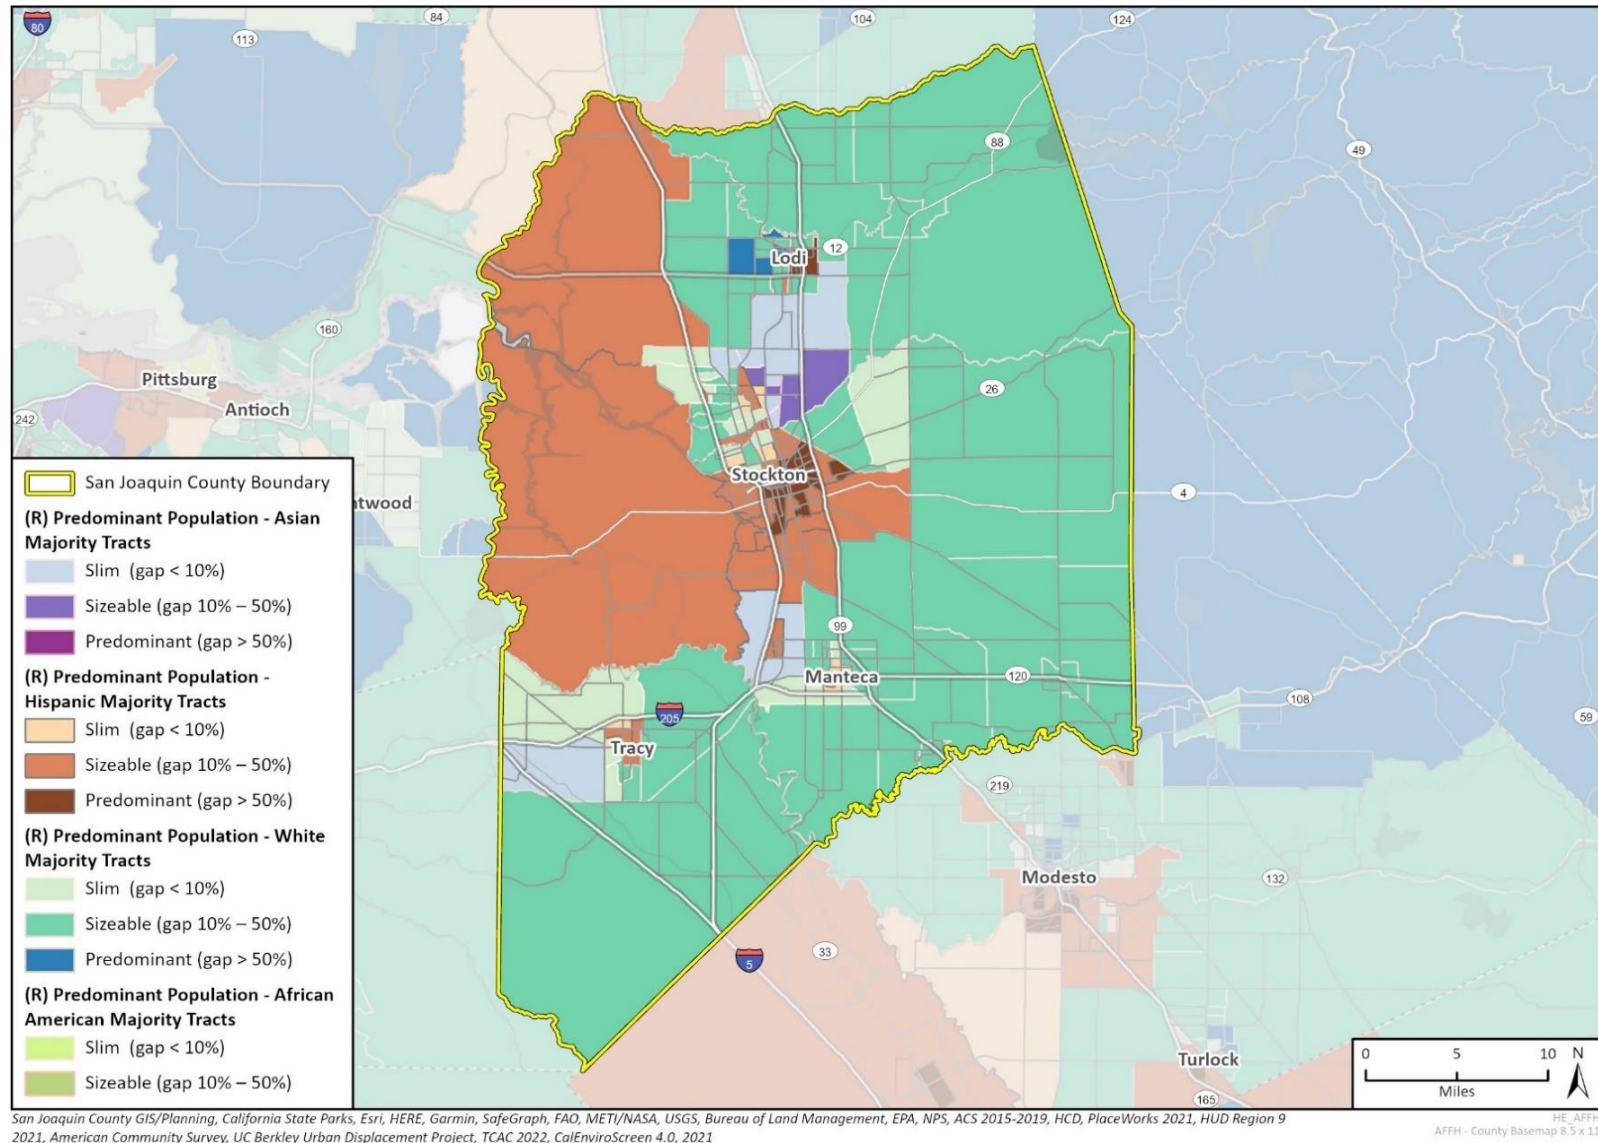 80
84
104
124
113
49
88
Lodi
12
160
Pittsburg
Antioch
242
26
Stockton
4
ntwood
99
Manteca
120
108
59
205
Tracy
219
Modesto
132
33
5
Turlock
165
San Joaquin County Boundary
(R) Predominant Population - Asian
Majority Tracts
Slim (gap < 10%)
Sizeable (gap 10% – 50%)
Predominant (gap > 50%)
(R) Predominant Population -
Hispanic Majority Tracts
Slim (gap < 10%)
Sizeable (gap 10% – 50%)
Predominant (gap > 50%)
(R) Predominant Population - White
Majority Tracts
Slim (gap < 10%)
Sizeable (gap 10% – 50%)
Predominant (gap > 50%)
(R) Predominant Population - African
American Majority Tracts
Slim (gap < 10%)
Sizeable (gap 10% – 50%)
0 5 10 N
Miles
San Joaquin County GIS/Planning, California State Parks, Esri, HERE, Garmin, SafeGraph, FAO, METI/NASA, USGS, Bureau of Land Management, EPA, NPS, ACS 2015-2019, HCD, PlaceWorks 2021, HUD Region 9
2021, American Community Survey, UC Berkley Urban Displacement Project, TCAC 2022, CalEnviroScreen 4.0, 2021
HE_AFFH
AFFH - County Basemap 8.5 x 11